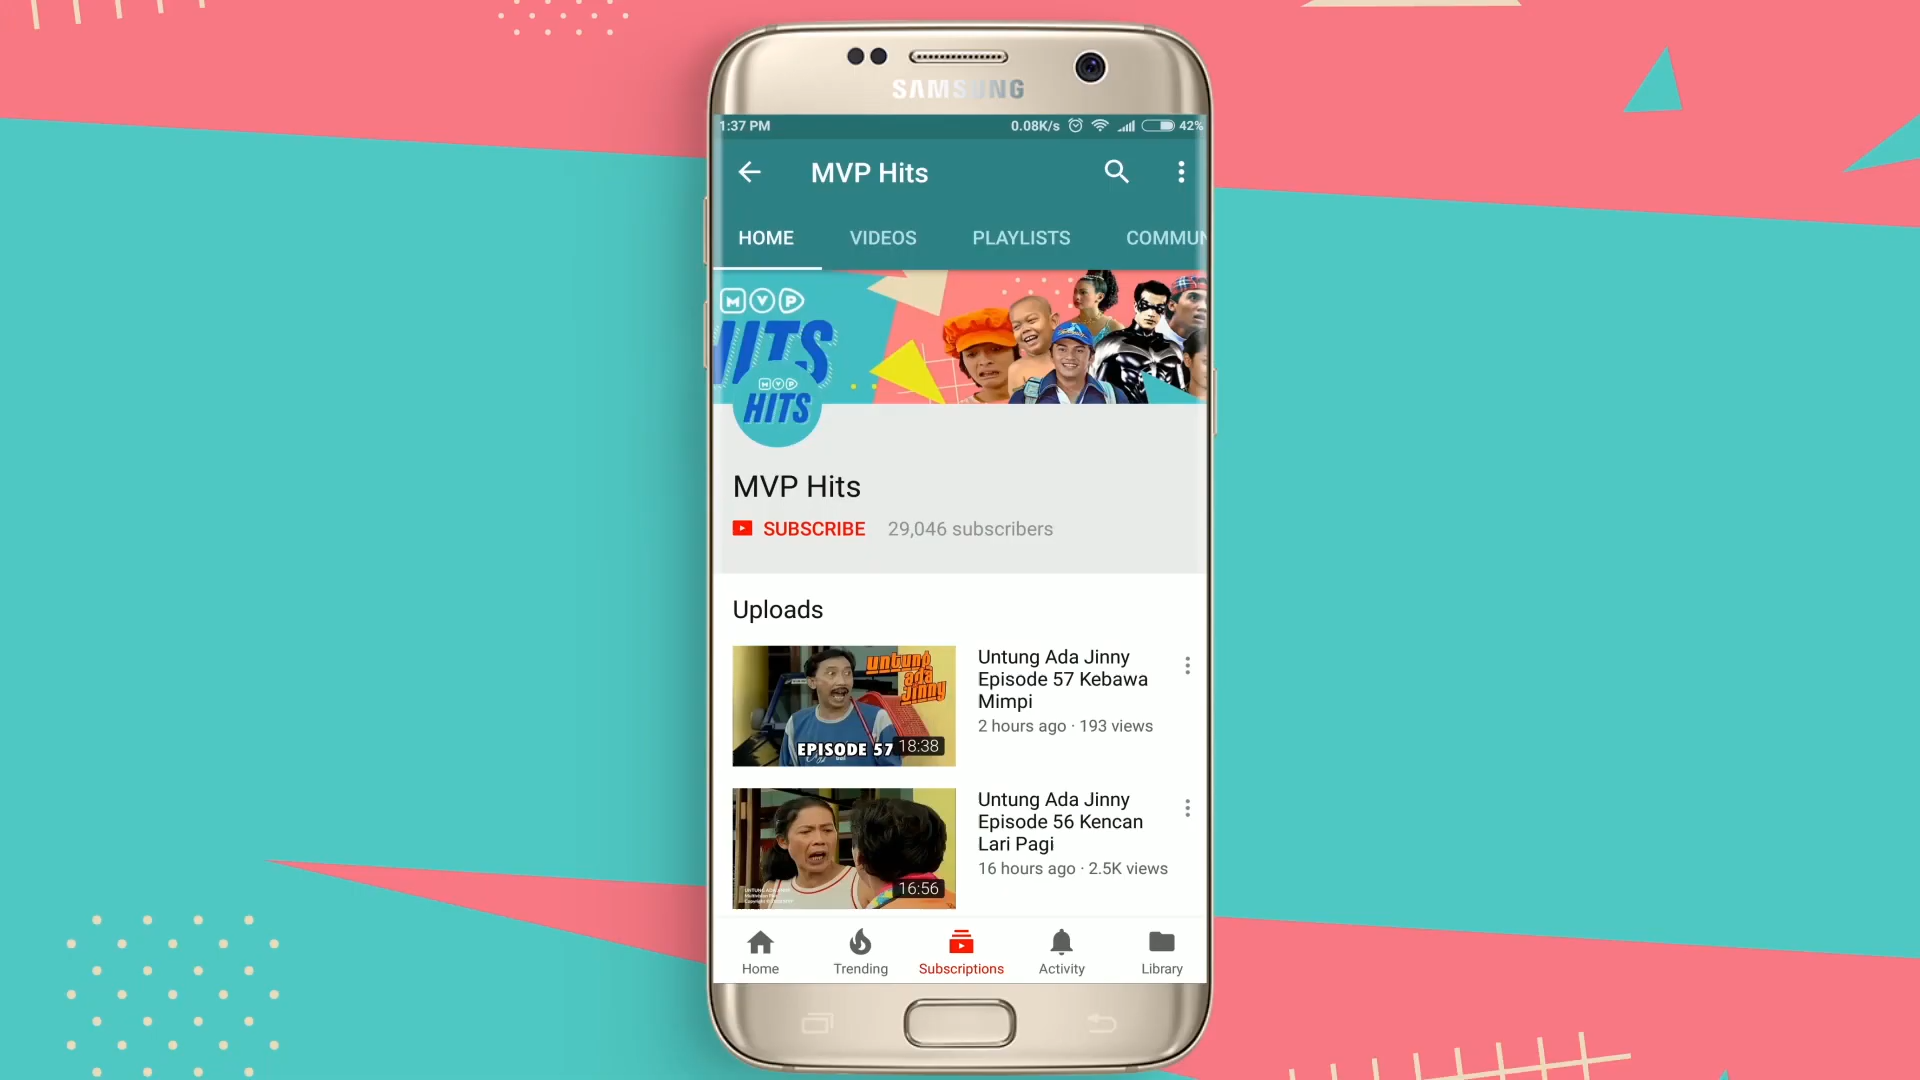 SAMSUNG
1:37 PM 0.08K/s 42%
MVP Hits
HOME VIDEOS PLAYLISTS COMMUN
MVP
HITS
MVP
HITS
MVP Hits
SUBSCRIBE 29,046 subscribers
Uploads
untung
ada
jinny
EPISODE 57 18:38
Untung Ada Jinny
Episode 57 Kebawa
Mimpi
2 hours ago · 193 views
16:56
Untung Ada Jinny
Episode 56 Kencan
Lari Pagi
16 hours ago · 2.5K views
Home Trending Subscriptions Activity Library